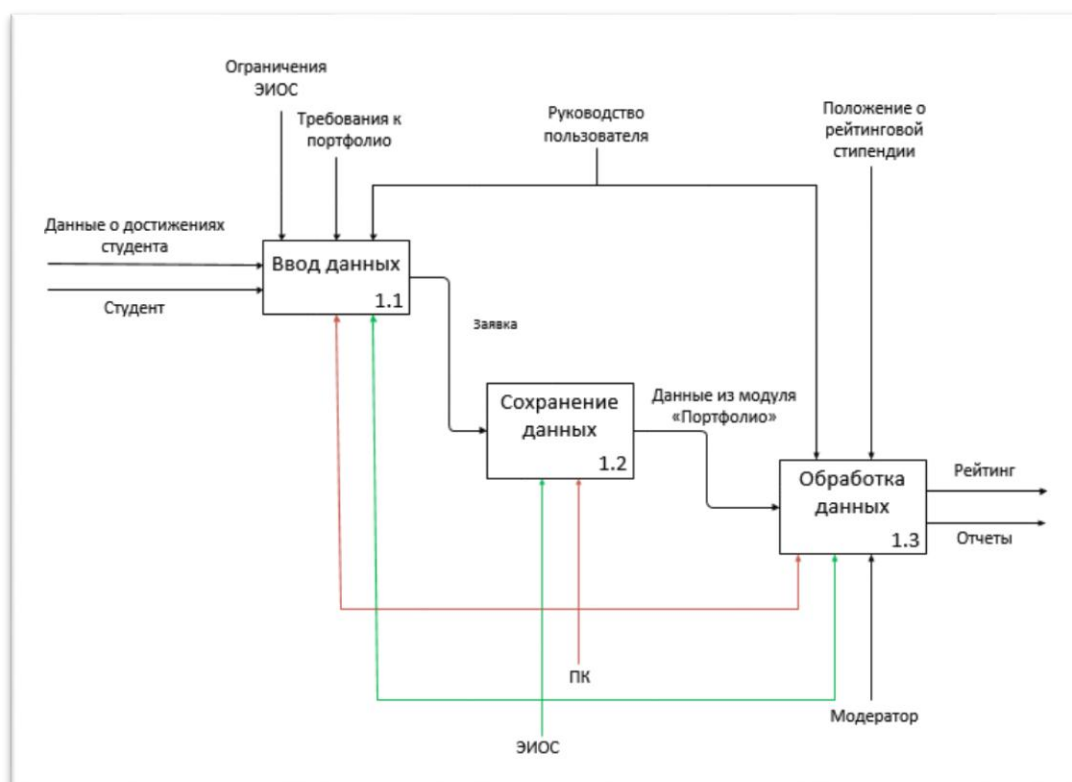 Ограничения
ЭИОС
Требования к
портфолио
Руководство
пользователя
Положение о
рейтинговой
стипендии
Данные о достижениях
студента
Студент
Ввод данных
1.1
Заявка
Сохранение
данных
1.2
Данные из модуля
«Портфолио»
Обработка
данных
1.3
Рейтинг
Отчеты
ПК
Модератор
ЭИОС